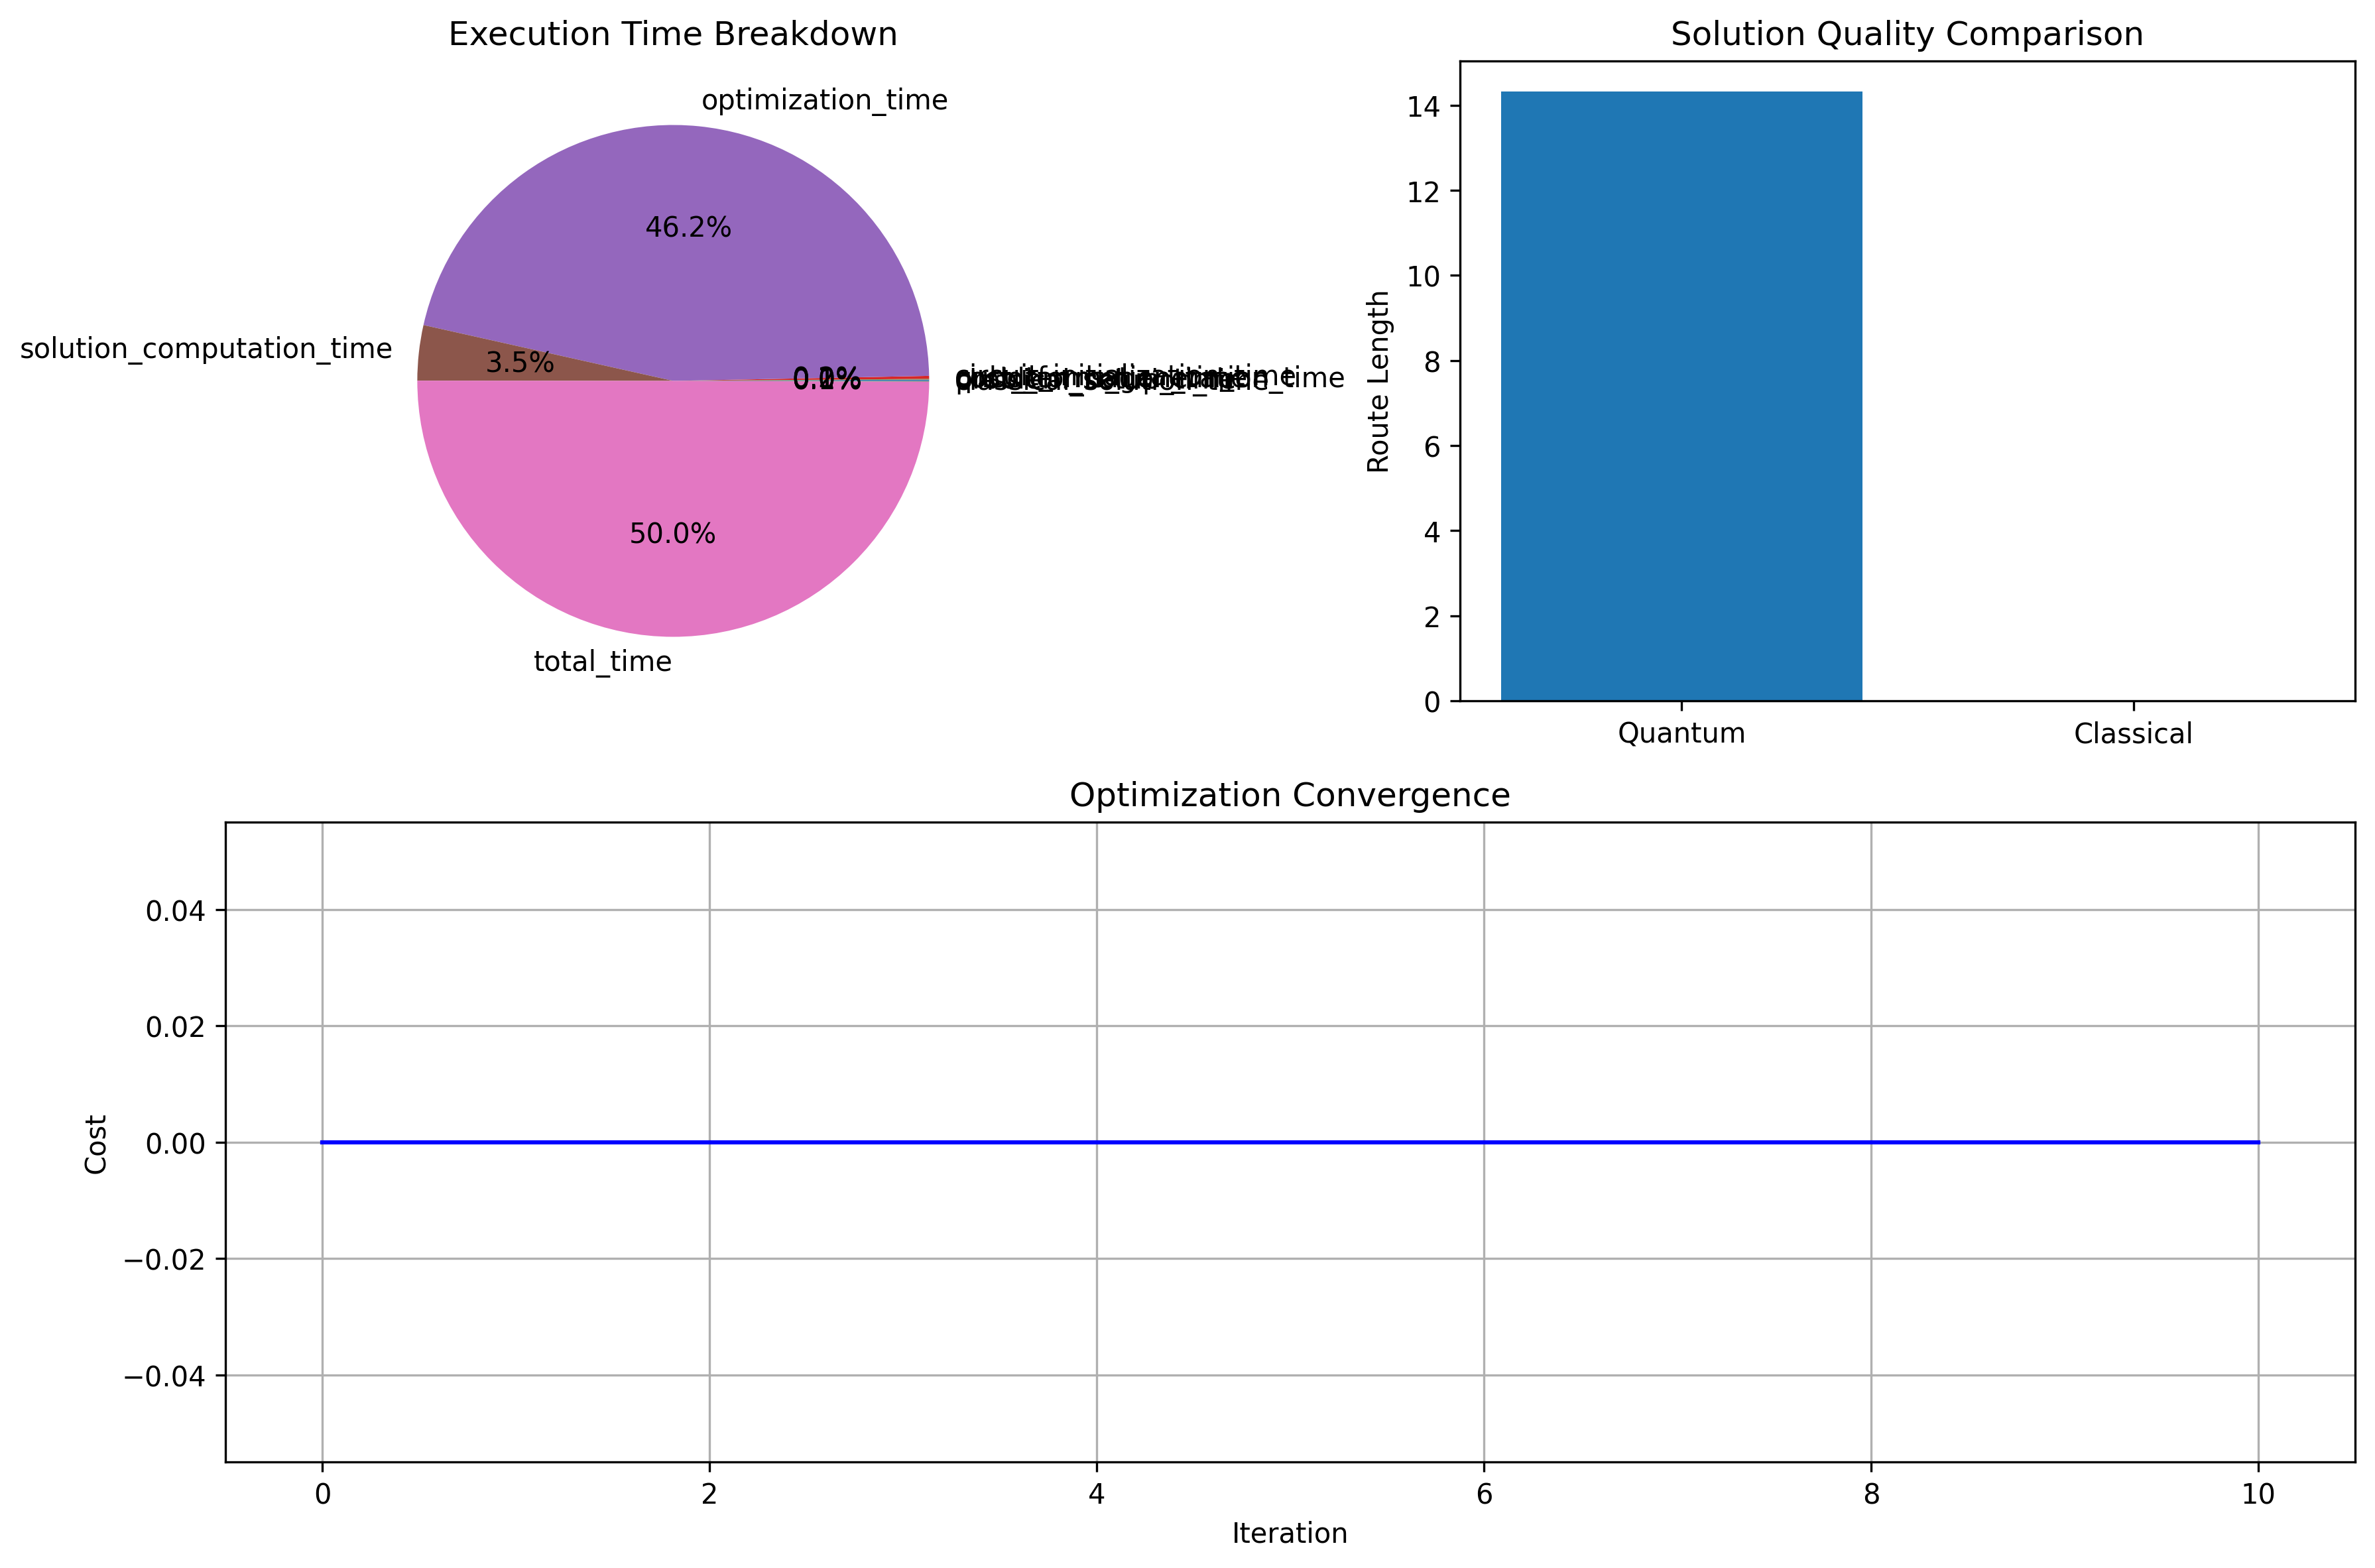 Execution Time Breakdown
optimization_time
46.2%
solution_computation_time
3.5%
50.0%
total_time
Solution Quality Comparison
14
12
10
8
6
4
2
0
Route Length
Quantum
Classical
Optimization Convergence
0.04
0.02
0.00
−0.02
−0.04
Cost
0
2
4
6
8
10
Iteration